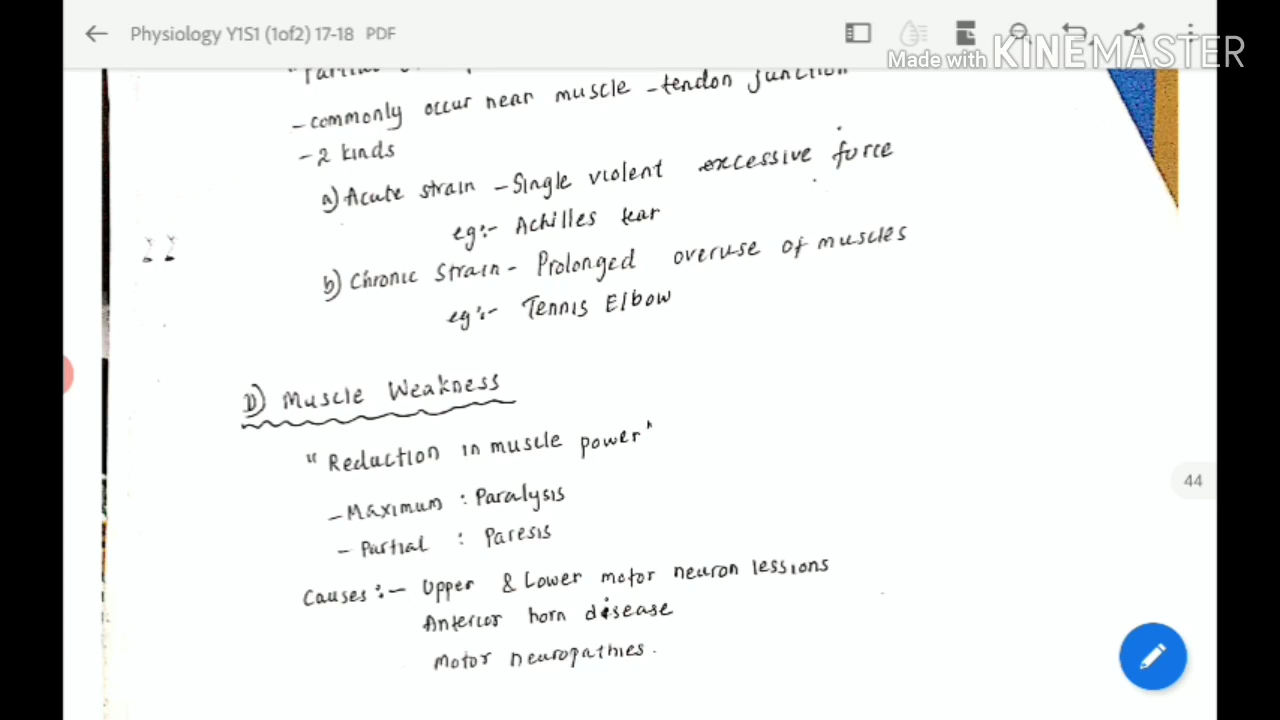 Physiology Y1S1 (1of2) 17-18 PDF
Made with KINEMASTER
- commonly occur near muscle - tendon junction
- 2 kinds
a) Acute strain - Single violent excessive force
eg:- Achilles tear
b) Chronic Strain - Prolonged overuse of muscles
eg:- Tennis Elbow
D) Muscle Weakness
"Reduction in muscle power"
- Maximum : Paralysis
- Partial : Paresis
44
Causes :- Upper & Lower motor neuron lessions
Anterior horn disease
Motor neuropathies.